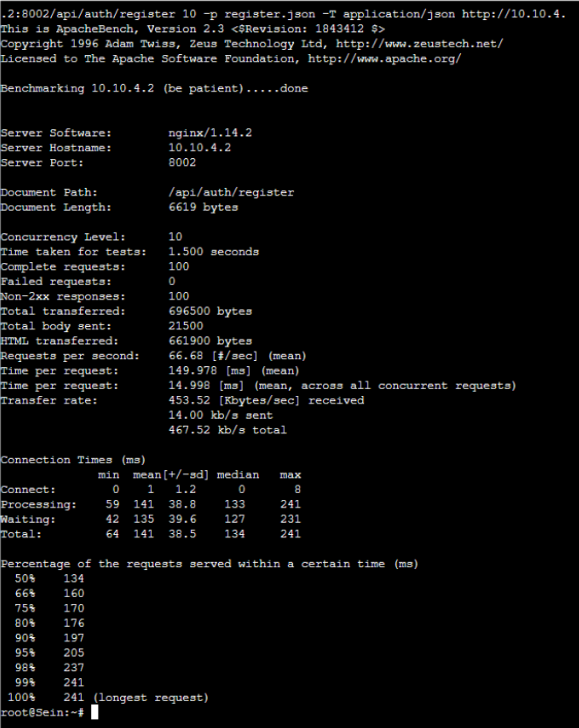 .2:8002/api/auth/register 10 -p register.json -T application/json http://10.10.4.
This is ApacheBench, Version 2.3 <$Revision: 1843412 $>
Copyright 1996 Adam Twiss, Zeus Technology Ltd, http://www.zeustech.net/
Licensed to The Apache Software Foundation, http://www.apache.org/

Benchmarking 10.10.4.2 (be patient).....done


Server Software:        nginx/1.14.2
Server Hostname:        10.10.4.2
Server Port:            8002

Document Path:          /api/auth/register
Document Length:        6619 bytes

Concurrency Level:      10
Time taken for tests:   1.500 seconds
Complete requests:      100
Failed requests:        0
Non-2xx responses:      100
Total transferred:      696500 bytes
Total body sent:        21500
HTML transferred:       661900 bytes
Requests per second:    66.68 [#/sec] (mean)
Time per request:       149.978 [ms] (mean)
Time per request:       14.998 [ms] (mean, across all concurrent requests)
Transfer rate:          453.52 [Kbytes/sec] received
                        14.00 kb/s sent
                        467.52 kb/s total

Connection Times (ms)
              min  mean[+/-sd] median   max
Connect:        0    1   1.2      0       8
Processing:    59  141  38.8    133     241
Waiting:       42  135  39.6    127     231
Total:         64  141  38.5    134     241

Percentage of the requests served within a certain time (ms)
  50%    134
  66%    160
  75%    170
  80%    176
  90%    197
  95%    205
  98%    237
  99%    241
 100%    241 (longest request)
root@Sein:~#